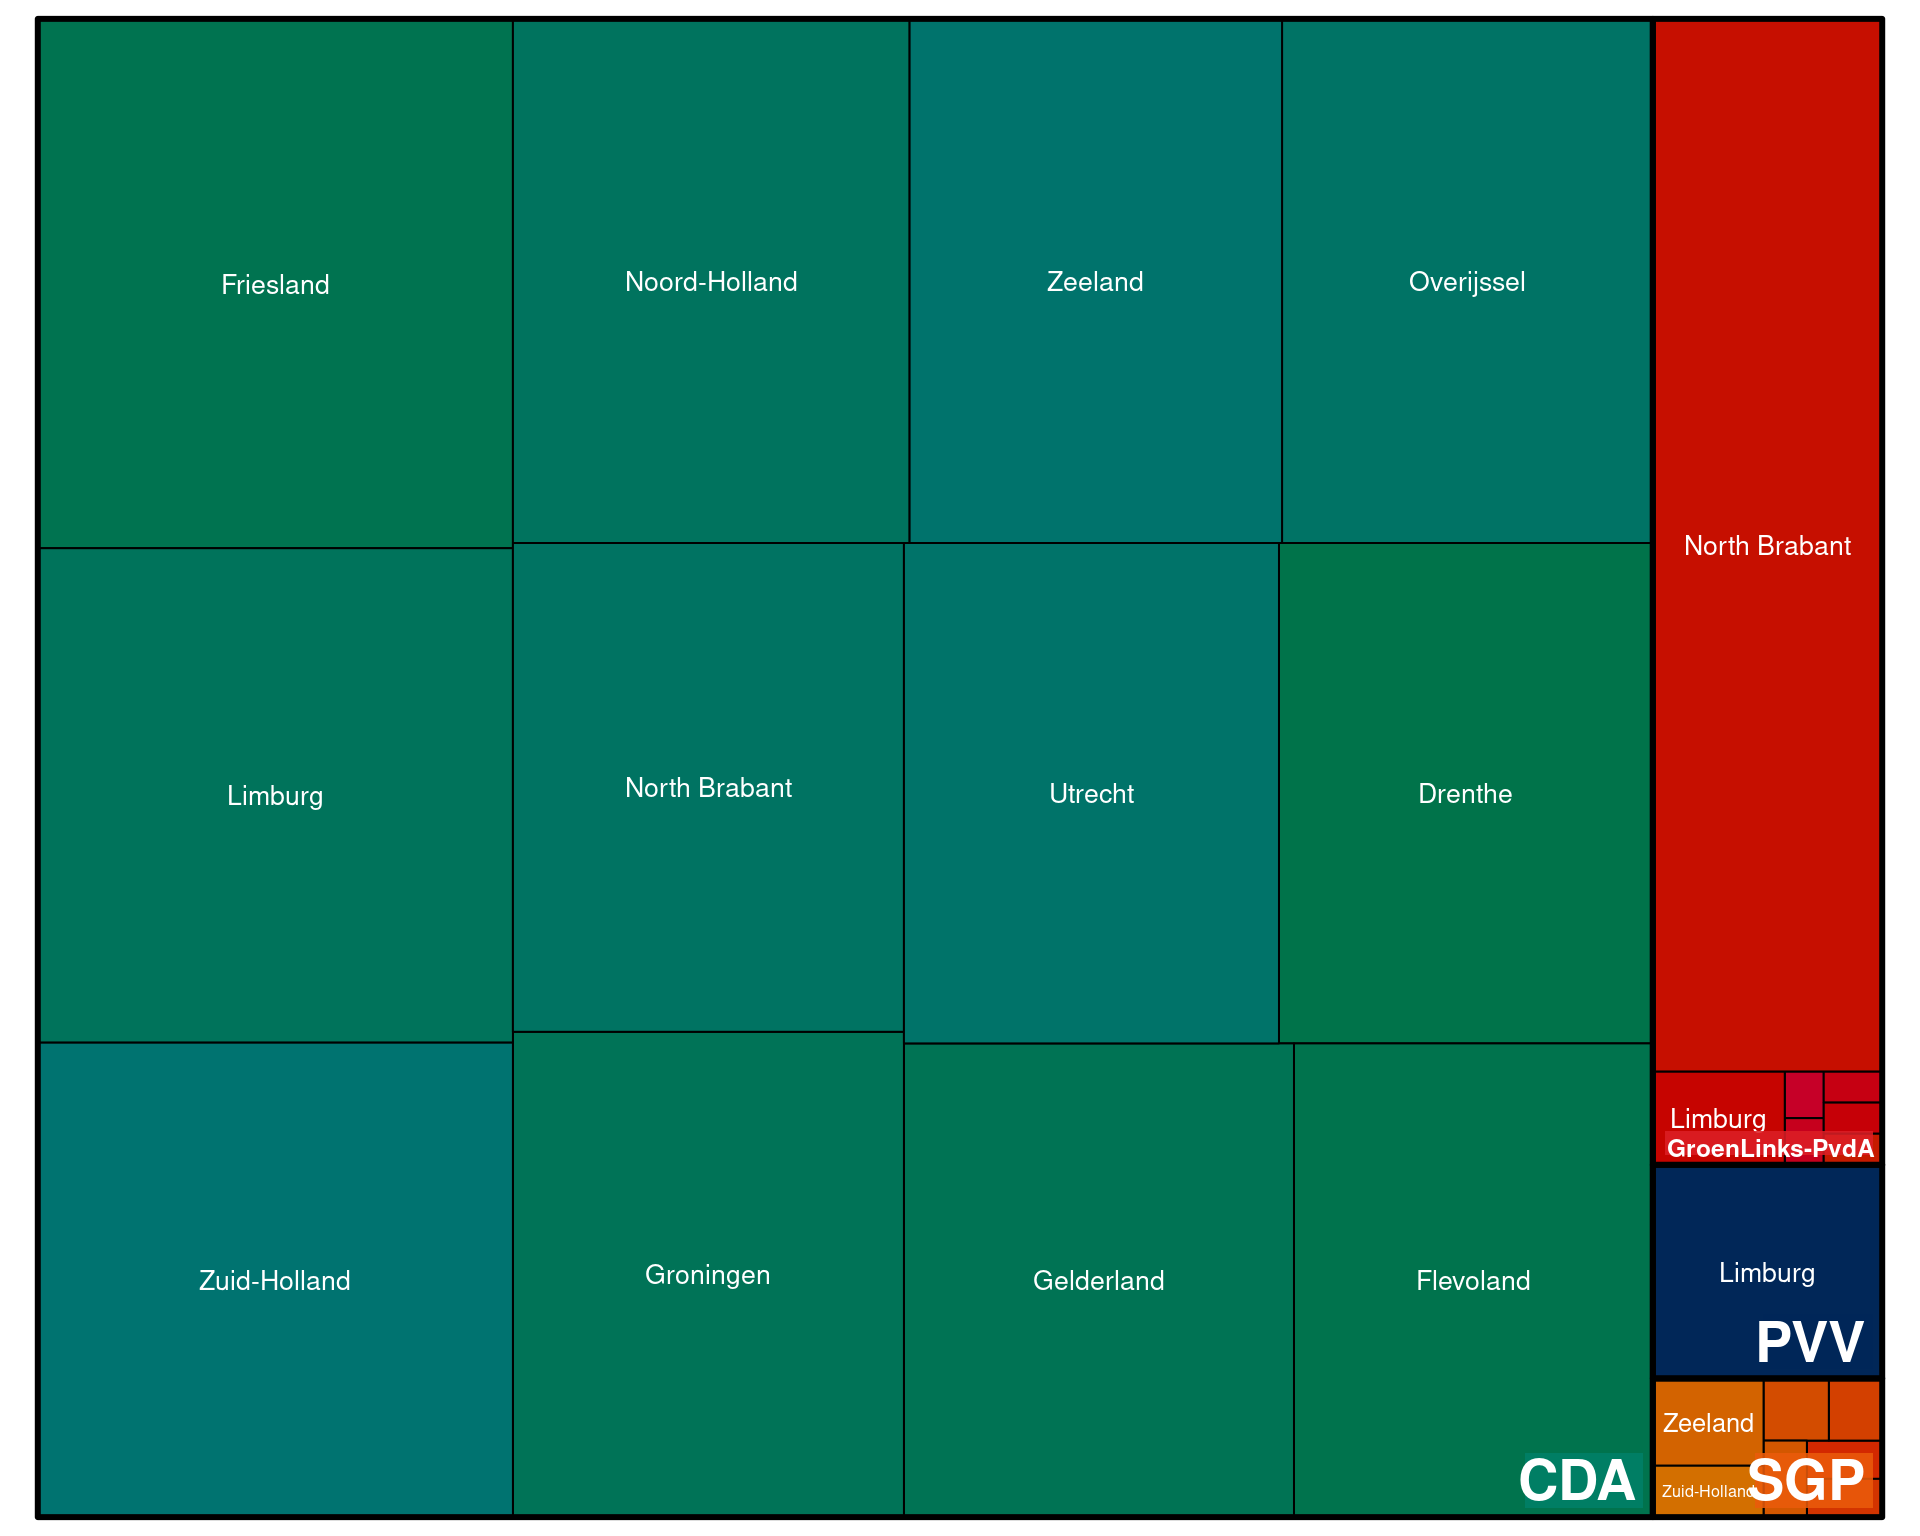 Friesland
Noord-Holland
Zeeland
Overijssel
North Brabant
Limburg
North Brabant
Utrecht
Drenthe
Zuid-Holland
Groningen
Gelderland
Flevoland
CDA
Limburg
GroenLinks-PvdA
Limburg
PVV
Zeeland
Zuid-Holland
SGP